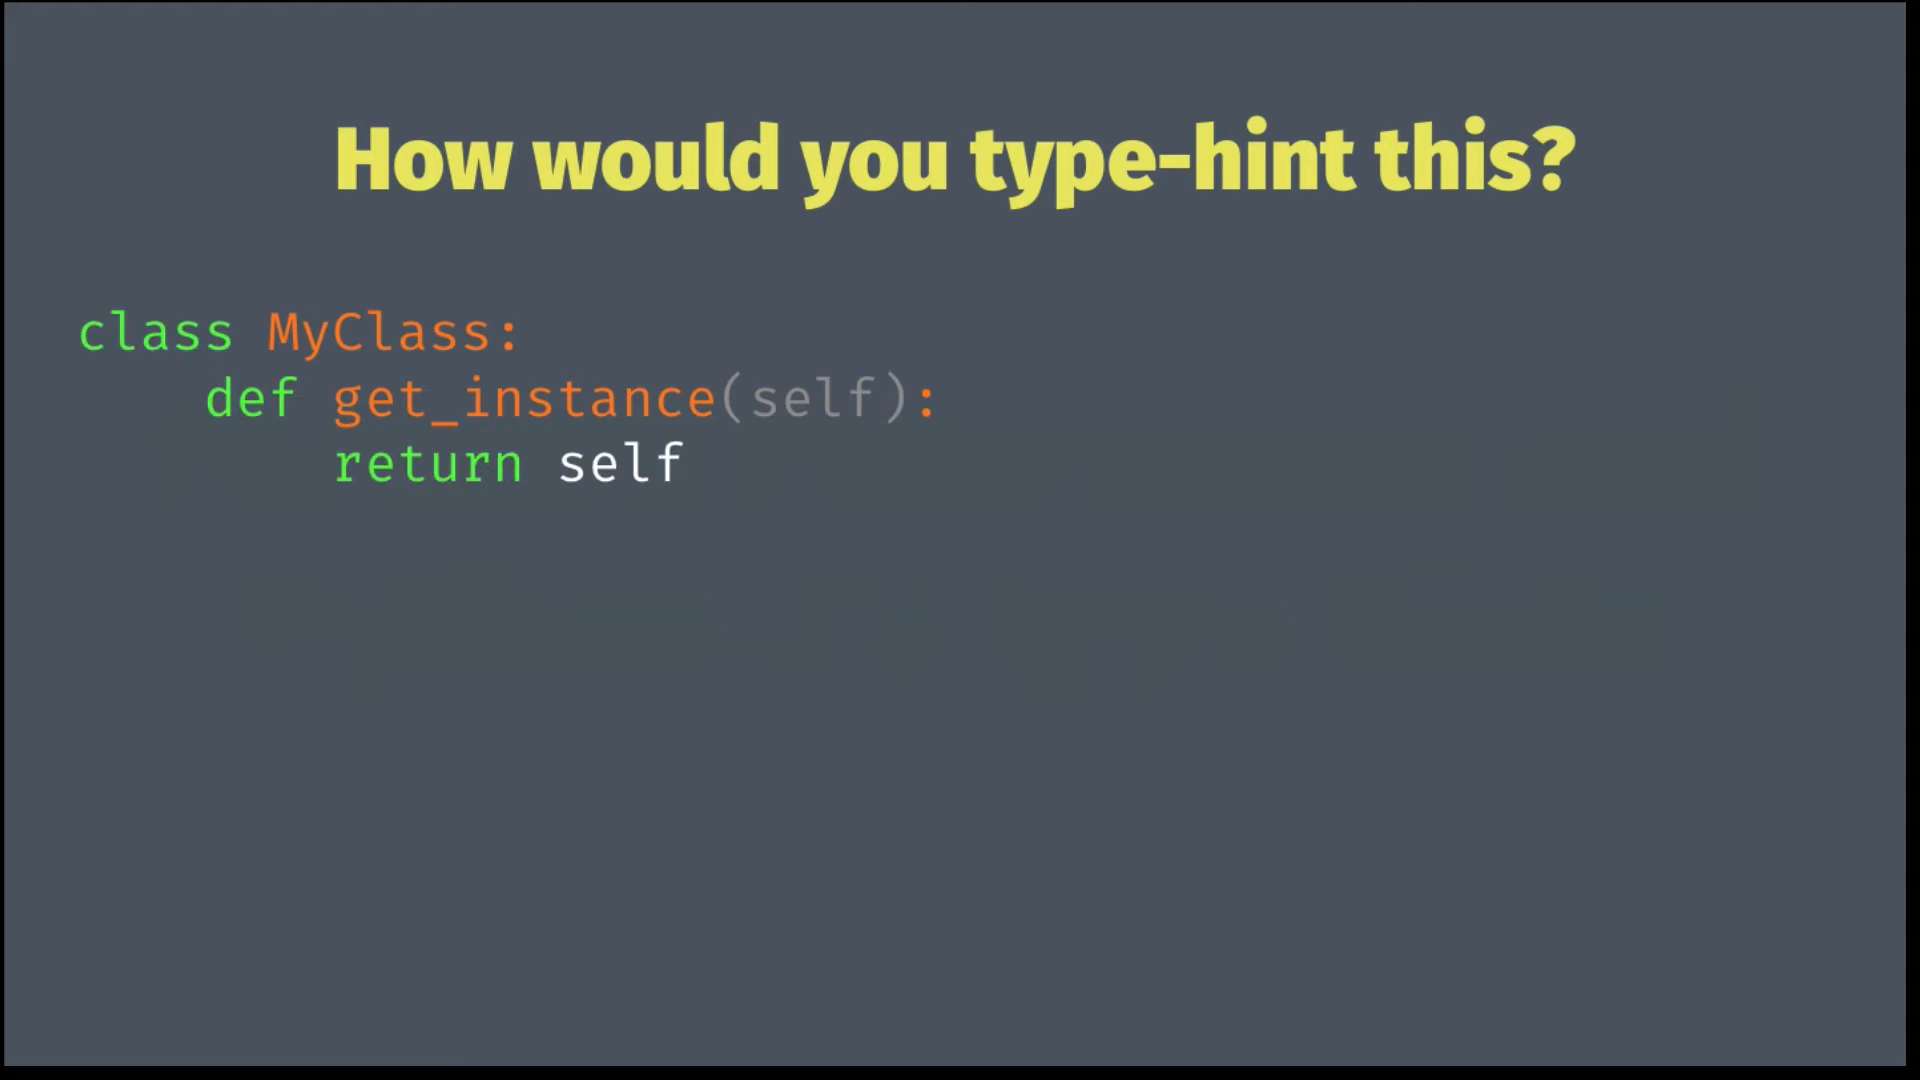 How would you type-hint this?
class MyClass:
    def get_instance(self):
        return self